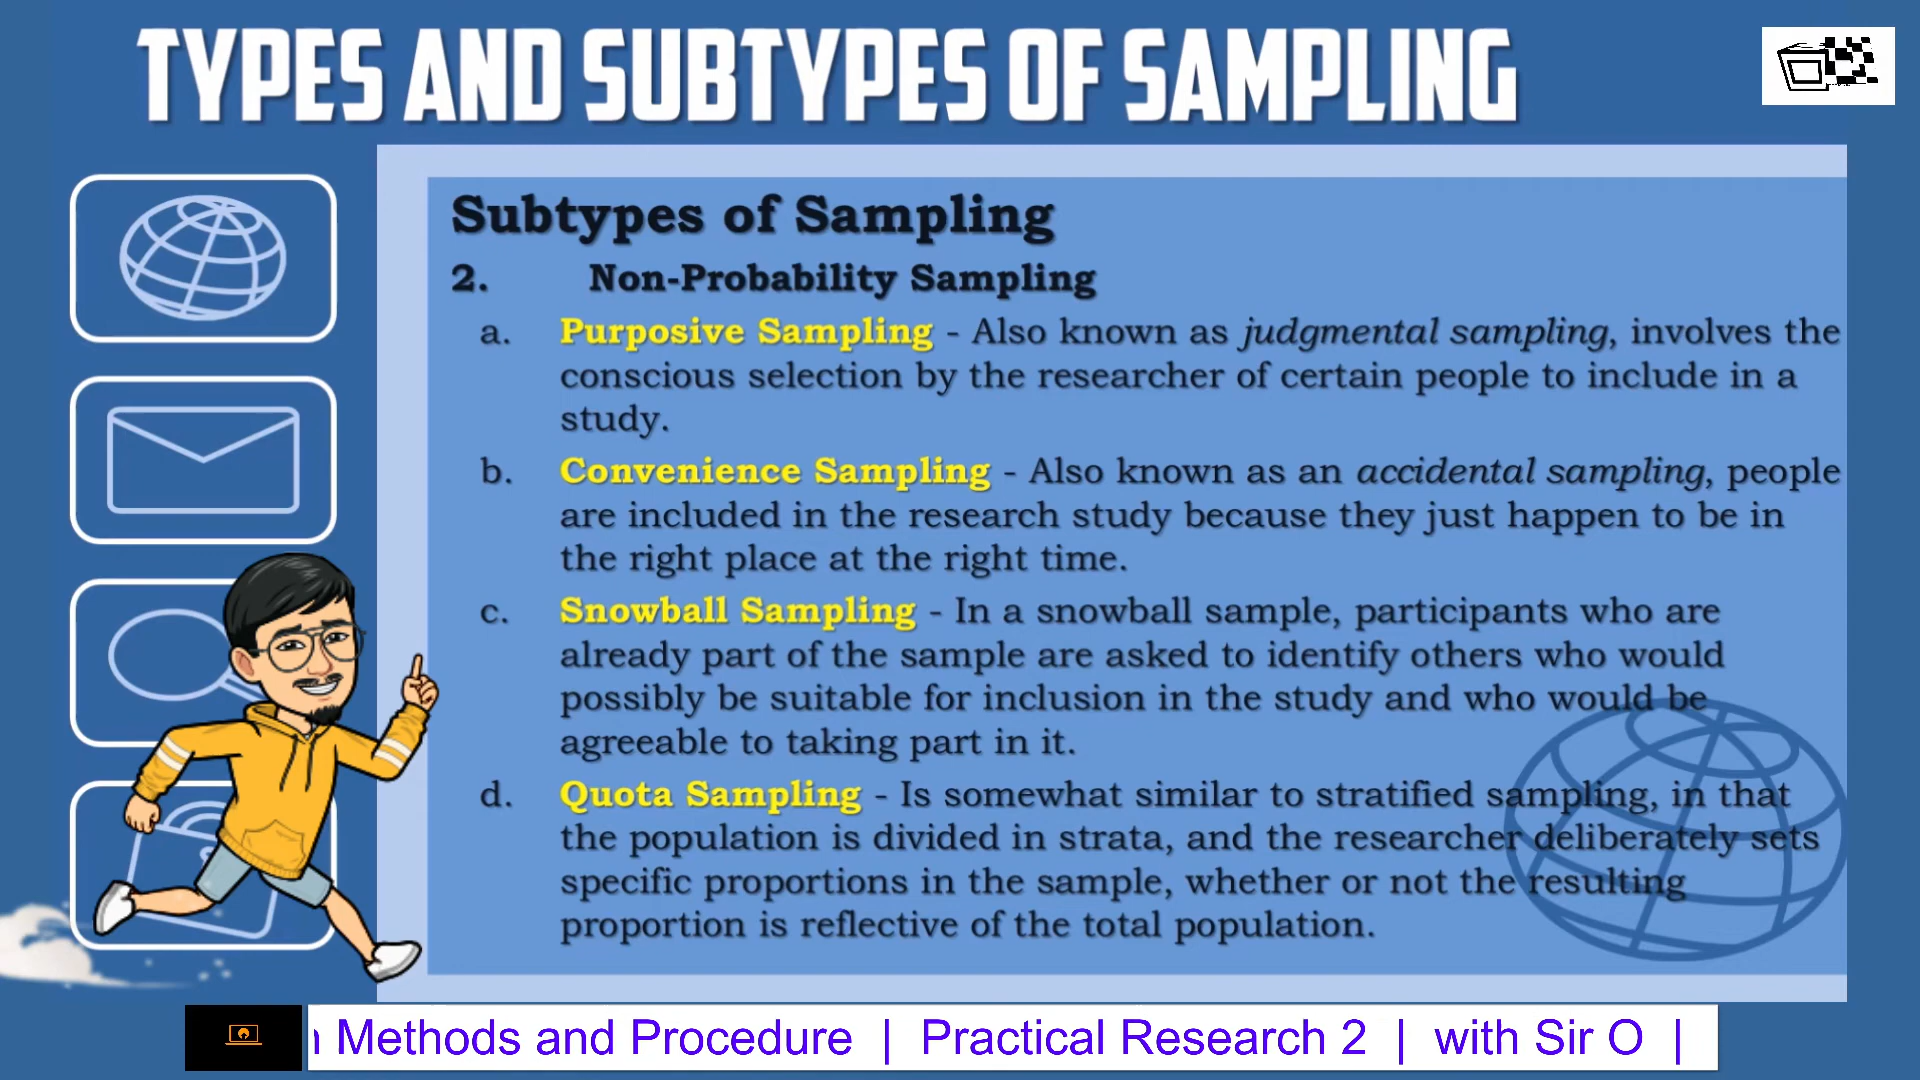 TYPES AND SUBTYPES OF SAMPLING
Subtypes of Sampling
2. Non-Probability Sampling
a. Purposive Sampling - Also known as judgmental sampling, involves the
conscious selection by the researcher of certain people to include in a
study.
b. Convenience Sampling - Also known as an accidental sampling, people
are included in the research study because they just happen to be in
the right place at the right time.
c. Snowball Sampling - In a snowball sample, participants who are
already part of the sample are asked to identify others who would
possibly be suitable for inclusion in the study and who would be
agreeable to taking part in it.
d. Quota Sampling - Is somewhat similar to stratified sampling, in that
the population is divided in strata, and the researcher deliberately sets
specific proportions in the sample, whether or not the resulting
proportion is reflective of the total population.
Methods and Procedure | Practical Research 2 | with Sir O |